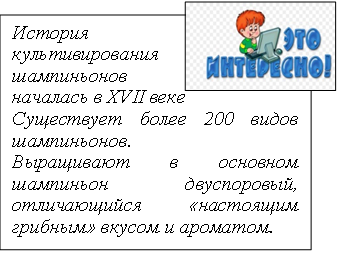 История
культивирования
шампиньонов
началась в XVII веке
Существует более 200 видов
шампиньонов.
Выращивают в основном
шампиньон двуспоровый,
отличающийся «настоящим
грибным» вкусом и ароматом.
ЭТО
ИНТЕРЕСНО!